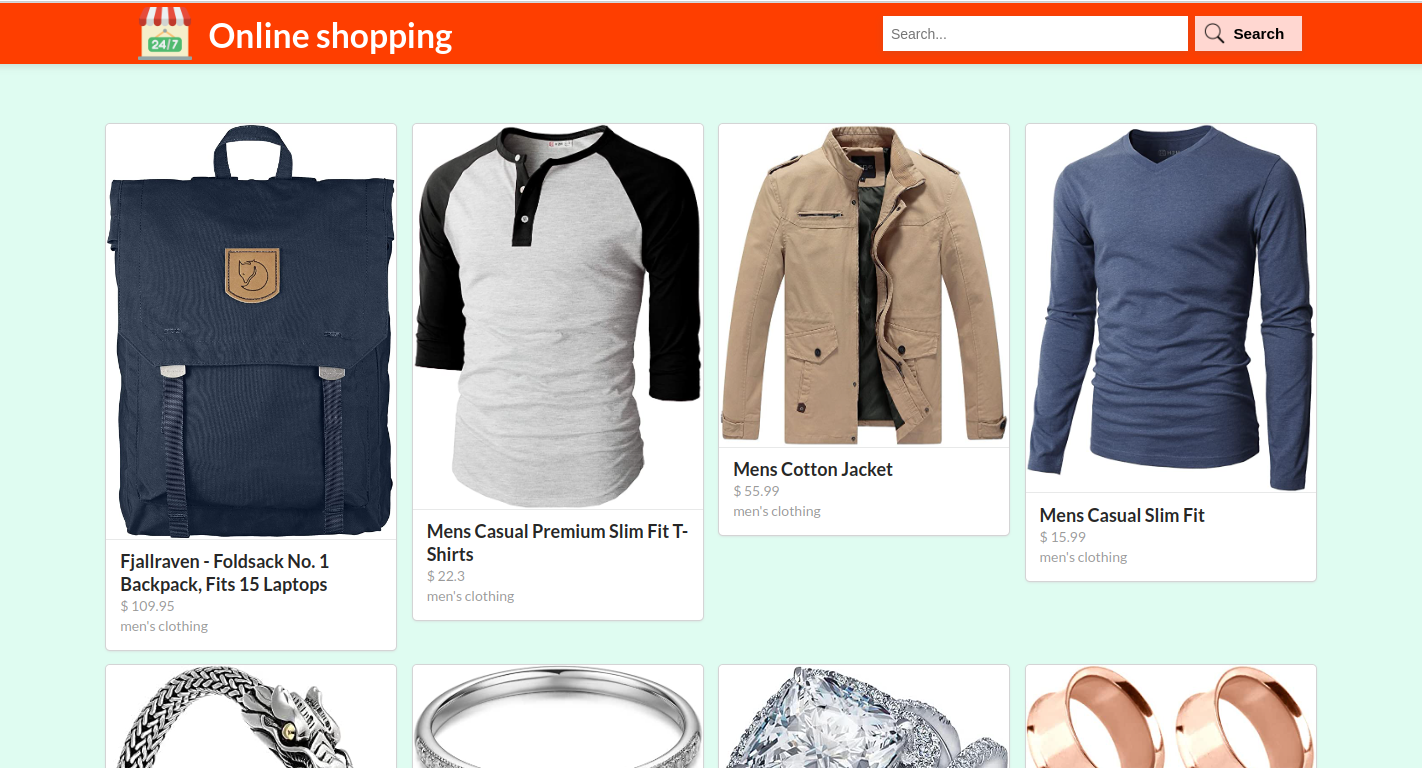 24/7
Online shopping
Search...
Search
Fjallraven - Foldsack No. 1
Backpack, Fits 15 Laptops
$ 109.95
men's clothing
Mens Casual Premium Slim Fit T-
Shirts
$ 22.3
men's clothing
Mens Cotton Jacket
$ 55.99
men's clothing
Mens Casual Slim Fit
$ 15.99
men's clothing